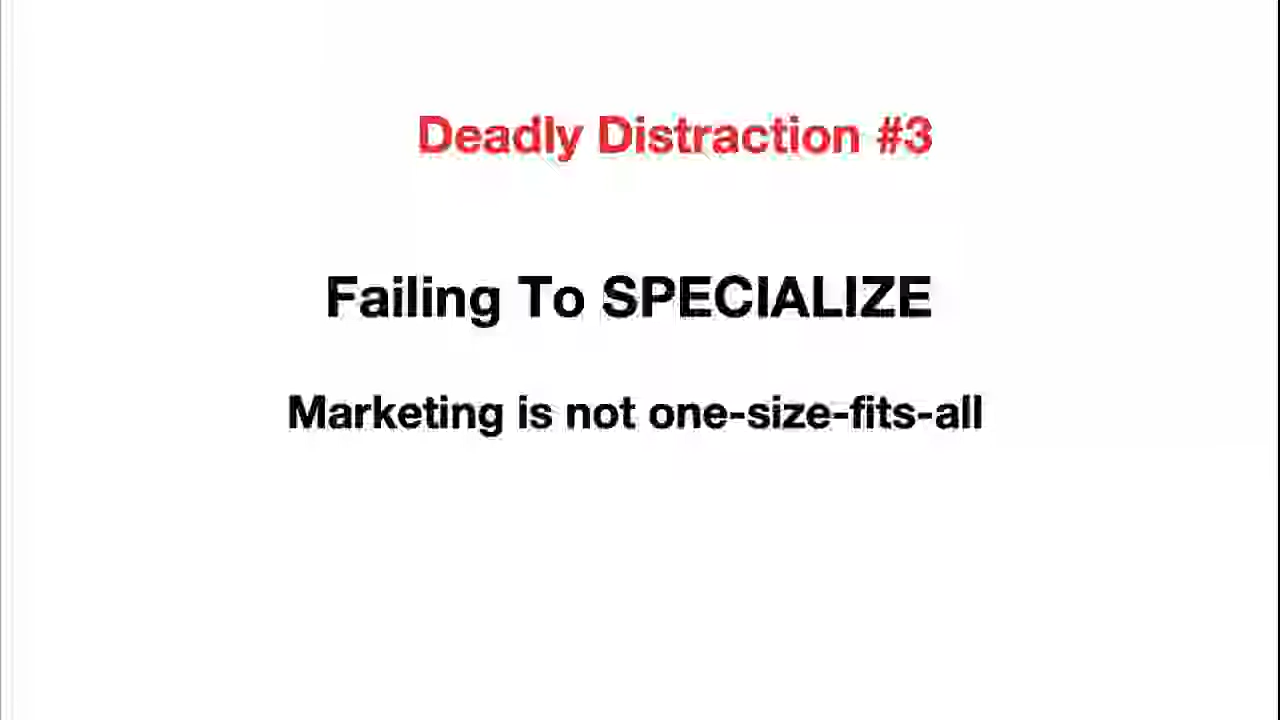 Deadly Distraction #3
Failing To SPECIALIZE
Marketing is not one-size-fits-all